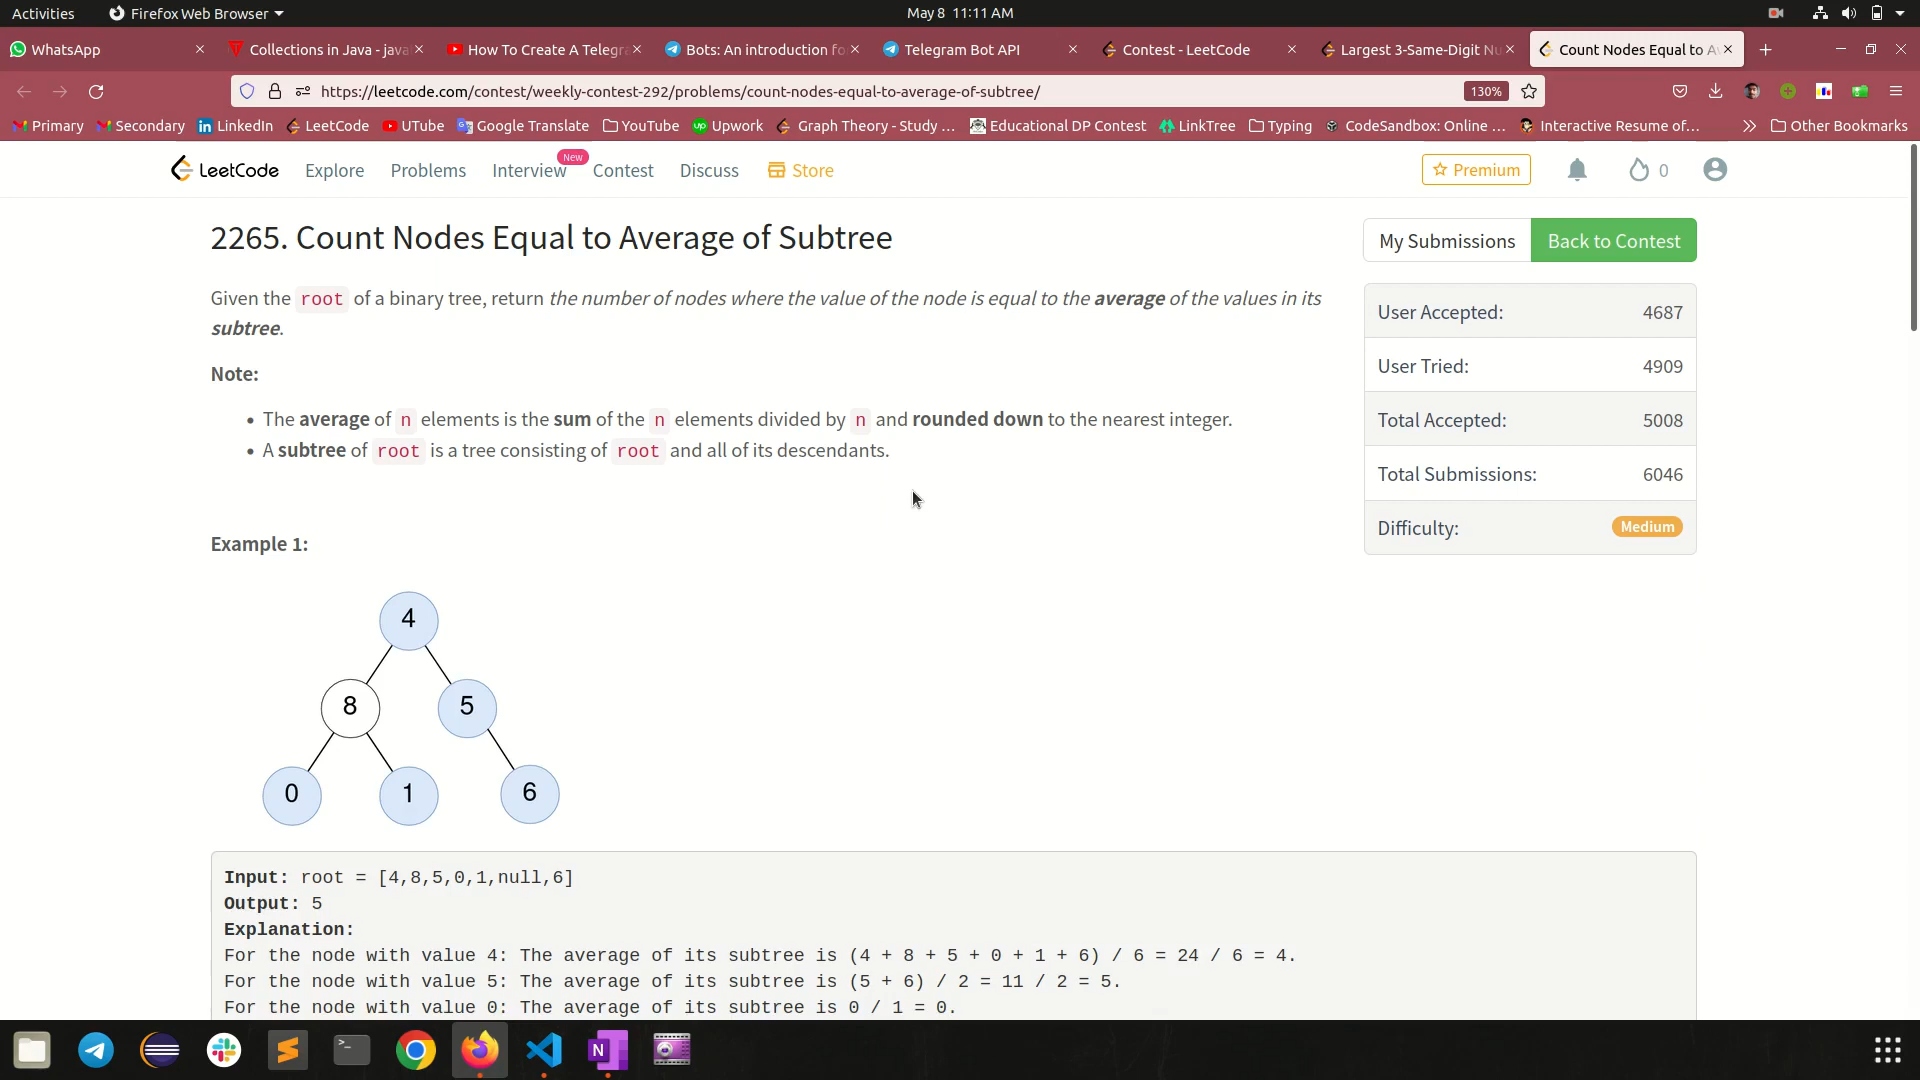 Activities
Firefox Web Browser
May 8 11:11 AM
WhatsApp
Collections in Java - java
How To Create A Telegra
Bots: An introduction fo
Telegram Bot API
Contest - LeetCode
Largest 3-Same-Digit Nu
Count Nodes Equal to A
https://leetcode.com/contest/weekly-contest-292/problems/count-nodes-equal-to-average-of-subtree/
130%
Primary
Secondary
LinkedIn
LeetCode
UTube
Google Translate
YouTube
Upwork
Graph Theory - Study ...
Educational DP Contest
LinkTree
Typing
CodeSandbox: Online ...
Interactive Resume of...
Other Bookmarks
LeetCode
Explore
Problems
Interview
New
Contest
Discuss
Store
Premium
0
2265. Count Nodes Equal to Average of Subtree
My Submissions
Back to Contest
Given the root of a binary tree, return the number of nodes where the value of the node is equal to the average of the values in its
subtree.
Note:
• The average of n elements is the sum of the n elements divided by n and rounded down to the nearest integer.
• A subtree of root is a tree consisting of root and all of its descendants.
User Accepted: 4687
User Tried: 4909
Total Accepted: 5008
Total Submissions: 6046
Difficulty: Medium
Example 1:
4
8 5
0 1 6
Input: root = [4,8,5,0,1,null,6]
Output: 5
Explanation:
For the node with value 4: The average of its subtree is (4 + 8 + 5 + 0 + 1 + 6) / 6 = 24 / 6 = 4.
For the node with value 5: The average of its subtree is (5 + 6) / 2 = 11 / 2 = 5.
For the node with value 0: The average of its subtree is 0 / 1 = 0.